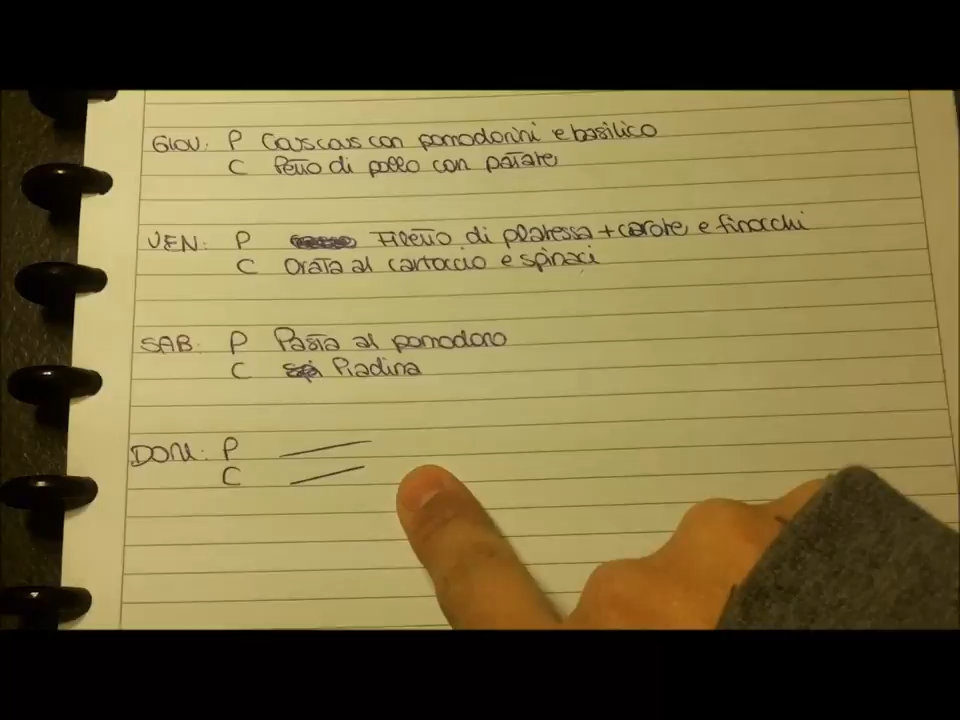 GIOV: P Couscous con pomodorini e basilico
C Petto di pollo con patate
VEN: P Filetto di platessa + carote e finocchi
C Orata al cartoccio e spinaci
SAB: P Pasta al pomodoro
C Piadina
DOM: P
C